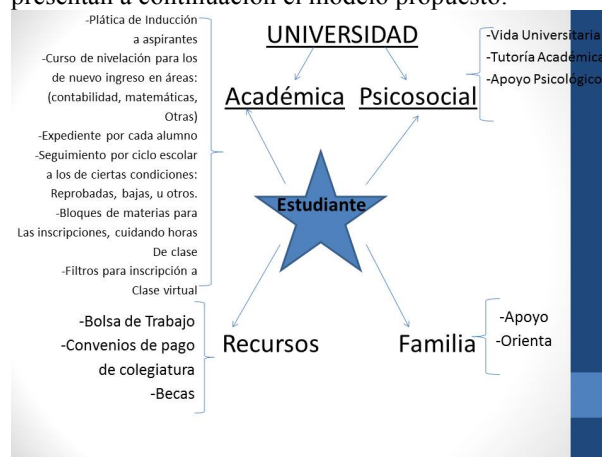 presentan a continuación el modelo propuesto:
-Plática de Inducción
a aspirantes
-Curso de nivelación para los
de nuevo ingreso en áreas:
(contabilidad, matemáticas,
Otras)
-Expediente por cada alumno
-Seguimiento por ciclo escolar
a los de ciertas condiciones:
Reprobadas, bajas, u otros.
-Bloques de materias para
Las inscripciones, cuidando horas
De clase
-Filtros para inscripción a
Clase virtual
UNIVERSIDAD
Académica Psicosocial
-Vida Universitaria
-Tutoría Académica
-Apoyo Psicológico
Estudiante
-Bolsa de Trabajo
-Convenios de pago
de colegiatura
-Becas
Recursos
Familia
-Apoyo
-Orienta